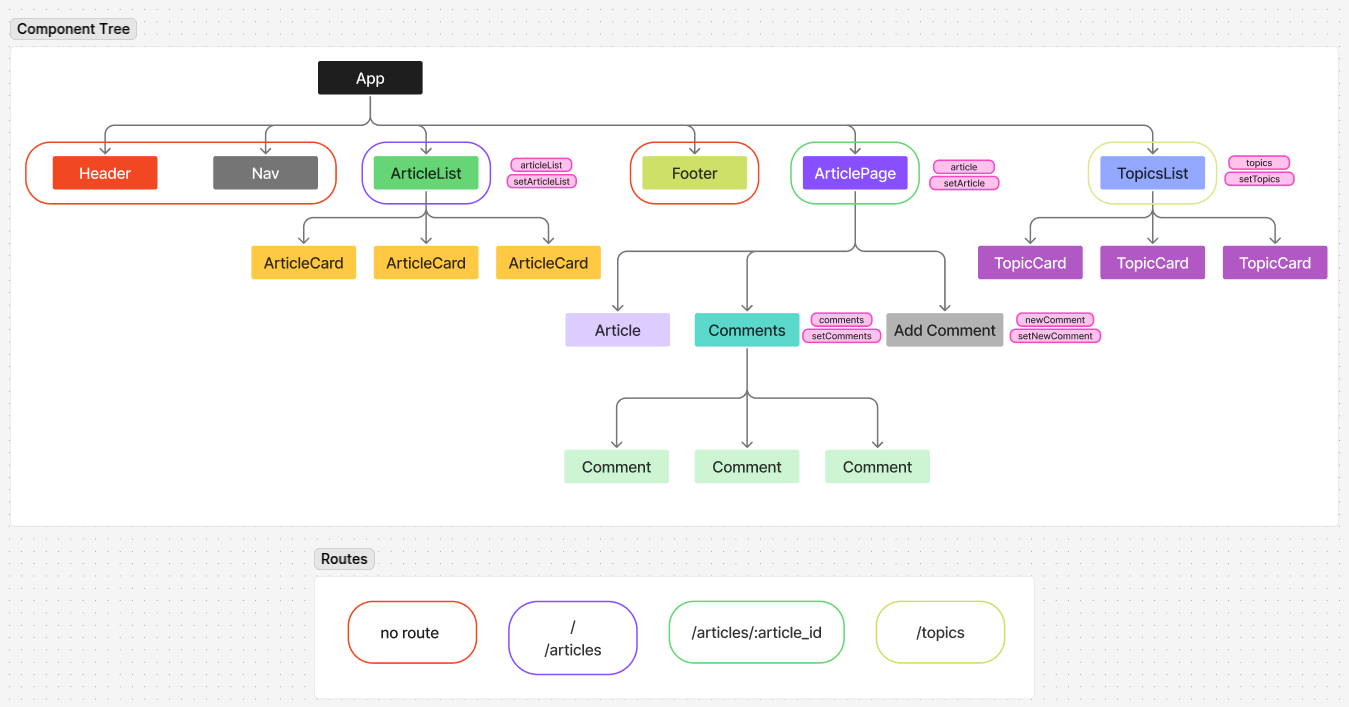 Component Tree
App
Header
Nav
ArticleList
articleList
setArticleList
Footer
ArticlePage
article
setArticle
TopicsList
topics
setTopics
ArticleCard
ArticleCard
ArticleCard
TopicCard
TopicCard
TopicCard
Article
Comments
comments
setComments
Add Comment
newComment
setNewComment
Comment
Comment
Comment
Routes
no route
/
/articles
/articles/:article_id
/topics